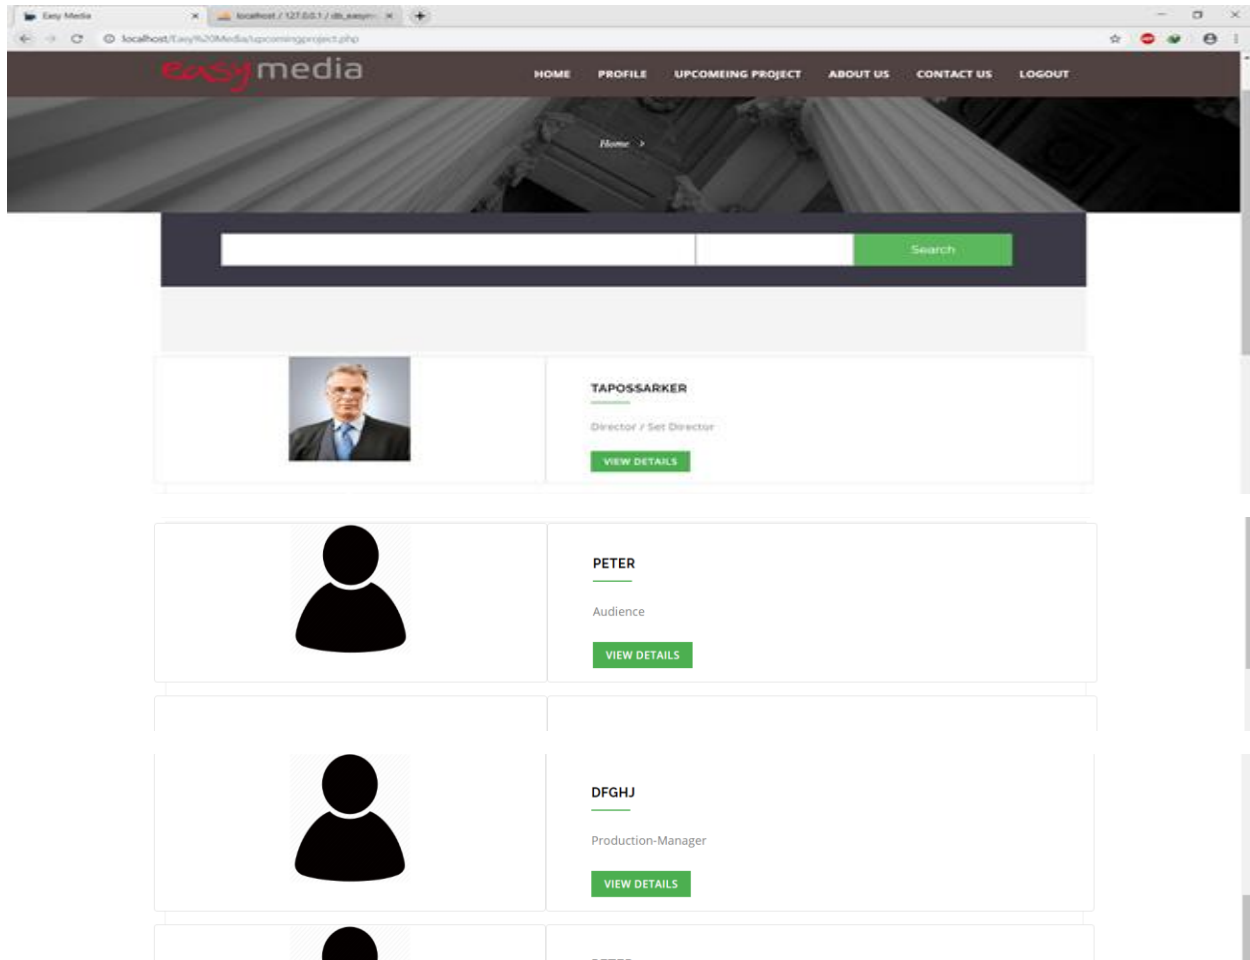 Easy Media
localhost / 127.0.0.1 / db_easym
localhost/Easy%20Media/upcomingproject.php
easymedia
HOME PROFILE UPCOMEING PROJECT ABOUT US CONTACT US LOGOUT
Home >
Search
TAPOSSARKER
Director / Set Director
VIEW DETAILS
PETER
Audience
VIEW DETAILS
DFGHJ
Production-Manager
VIEW DETAILS